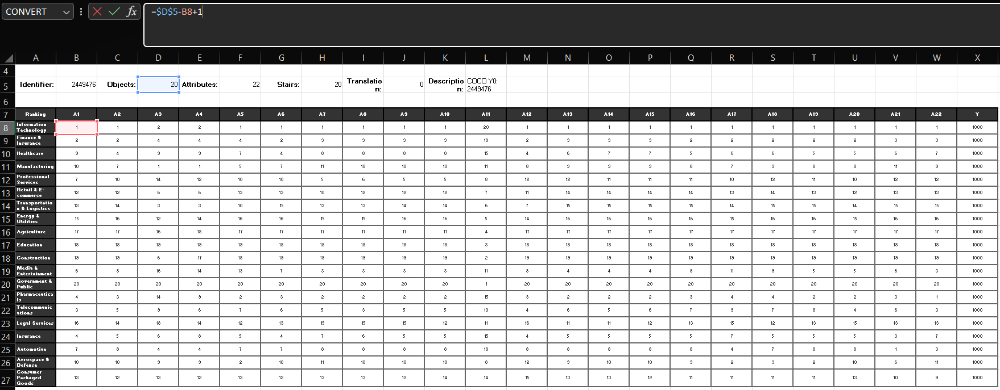 CONVERT
fx
=$D$5-B8+1
A B C D E F G H I J K L M N O P Q R S T U V W X
4
5 Identifier: 2449476 Objects: 20 Attributes: 22 Stairs: 20 Translation: 0 Description: COCO Y0: 2449476
6
7 Ranking A1 A2 A3 A4 A5 A6 A7 A8 A9 A10 A11 A12 A13 A14 A15 A16 A17 A18 A19 A20 A21 A22 Y
8 Information Technology 1 1 2 2 1 1 1 1 1 1 20 1 1 1 1 1 1 1 1 1 1 1 1000
9 Finance & Insurance 2 2 4 4 4 2 3 3 3 3 18 2 3 3 3 2 2 2 2 2 3 3 1000
10 Healthcare 9 4 9 9 7 4 8 8 8 8 15 4 6 7 7 5 6 6 5 5 6 7 1000
11 Manufacturing 10 7 1 1 5 7 11 10 10 10 11 8 9 9 9 8 7 9 8 8 11 9 1000
12 Professional Services 7 10 14 12 10 10 5 6 5 5 8 12 12 11 11 11 10 12 11 10 12 12 1000
13 Retail & E-commerce 12 12 6 6 13 13 10 12 12 12 7 11 14 14 14 14 13 14 13 12 13 13 1000
14 Transportation & Logistics 13 14 3 3 10 15 13 13 14 14 6 7 15 15 15 15 14 15 15 14 15 15 1000
15 Energy & Utilities 15 16 12 14 16 16 15 15 16 16 5 14 16 16 16 16 15 16 16 15 16 16 1000
16 Agriculture 17 17 16 18 17 17 17 17 17 17 4 17 17 17 17 17 17 17 17 17 17 17 1000
17 Education 18 18 19 19 19 18 18 18 18 18 3 18 18 18 18 18 18 18 18 18 18 18 1000
18 Construction 19 19 6 17 18 19 19 19 19 19 2 19 19 19 19 19 19 19 19 19 19 19 1000
19 Media & Entertainment 6 8 16 14 13 7 3 3 3 3 11 8 4 4 4 8 11 9 5 5 6 3 1000
20 Government & Public 20 20 20 20 20 20 20 20 20 20 1 20 20 20 20 20 20 20 20 20 20 20 1000
21 Pharmaceuticals 4 3 14 9 2 3 2 2 2 2 15 3 2 2 2 3 4 4 2 2 3 1 1000
22 Telecommunications 3 5 9 6 7 6 5 3 5 5 10 4 6 5 6 7 9 7 8 4 6 3 1000
23 Legal Services 16 14 18 14 12 13 15 15 15 12 11 16 11 11 12 13 15 12 13 15 13 13 1000
24 Insurance 4 5 6 8 5 4 7 6 5 5 15 4 5 5 5 5 7 5 5 5 3 7 1000
25 Automotive 7 8 4 4 7 7 8 8 8 8 18 8 8 8 8 8 4 7 8 8 1 3 1000
26 Aerospace & Defense 10 10 9 9 2 10 11 10 10 10 8 12 9 10 10 3 2 3 2 10 6 11 1000
27 Consumer Packaged Goods 13 12 13 12 13 12 13 13 12 14 14 15 13 13 12 11 11 11 11 13 10 9 1000